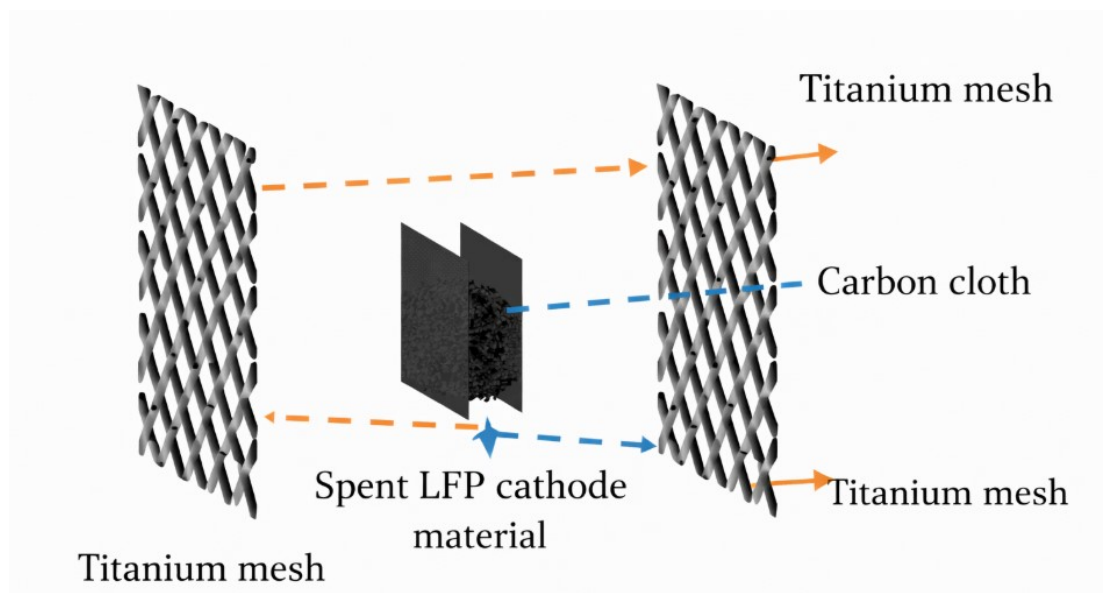 Titanium mesh
Carbon cloth
Spent LFP cathode
material
Titanium mesh
Titanium mesh